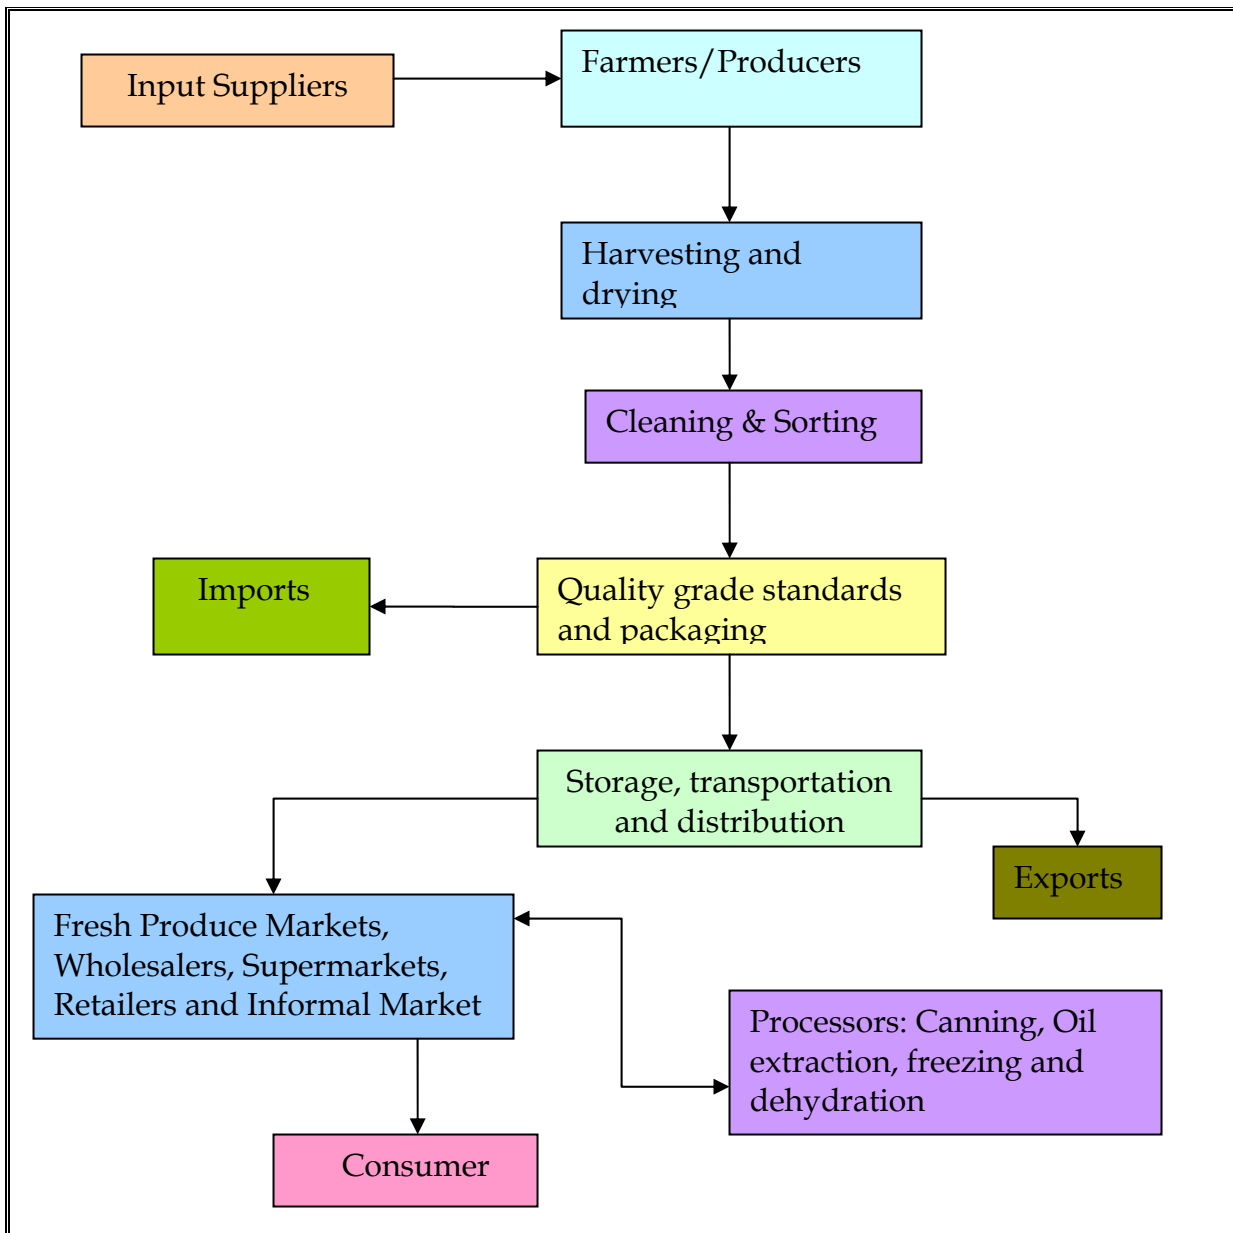 Input Suppliers
Farmers/Producers
Harvesting and
drying
Cleaning & Sorting
Imports
Quality grade standards
and packaging
Storage, transportation
and distribution
Exports
Fresh Produce Markets,
Wholesalers, Supermarkets,
Retailers and Informal Market
Processors: Canning, Oil
extraction, freezing and
dehydration
Consumer